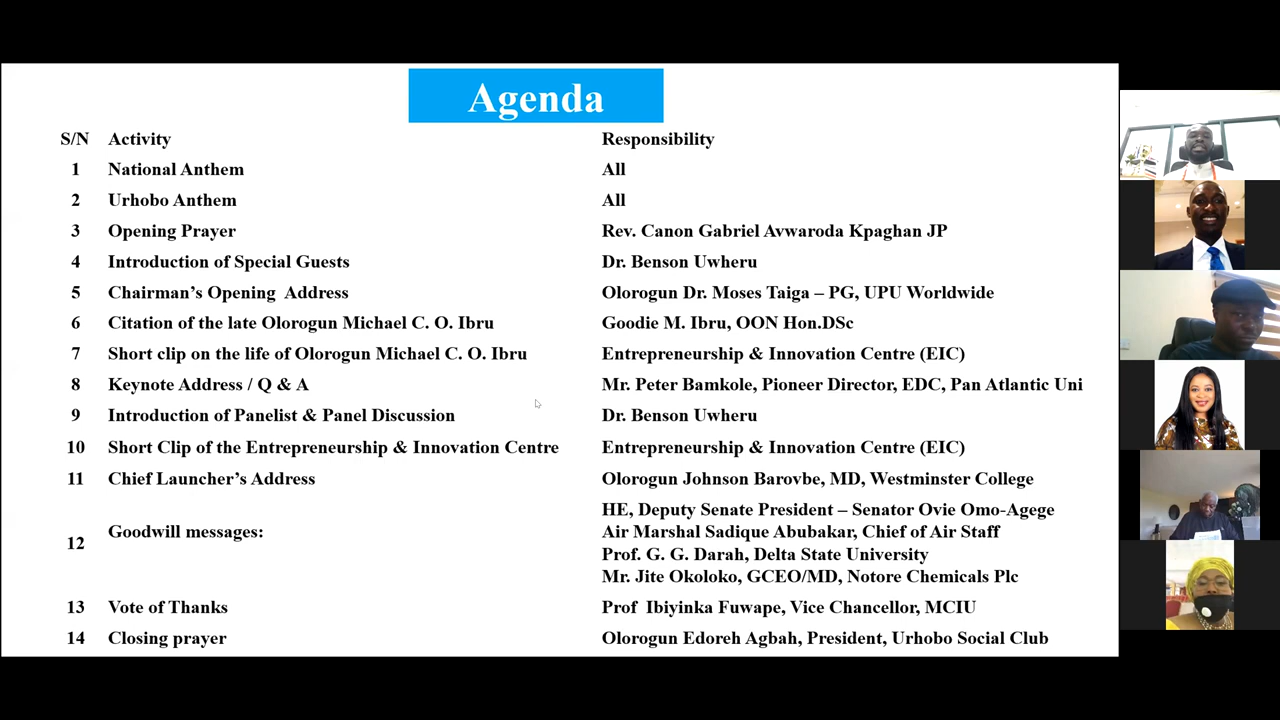 Agenda
S/N Activity Responsibility
1 National Anthem All
2 Urhobo Anthem All
3 Opening Prayer Rev. Canon Gabriel Avwaroda Kpaghan JP
4 Introduction of Special Guests Dr. Benson Uwheru
5 Chairman’s Opening Address Olorogun Dr. Moses Taiga – PG, UPU Worldwide
6 Citation of the late Olorogun Michael C. O. Ibru Goodie M. Ibru, OON Hon.DSc
7 Short clip on the life of Olorogun Michael C. O. Ibru Entrepreneurship & Innovation Centre (EIC)
8 Keynote Address / Q & A Mr. Peter Bamkole, Pioneer Director, EDC, Pan Atlantic Uni
9 Introduction of Panelist & Panel Discussion Dr. Benson Uwheru
10 Short Clip of the Entrepreneurship & Innovation Centre Entrepreneurship & Innovation Centre (EIC)
11 Chief Launcher’s Address Olorogun Johnson Barovbe, MD, Westminster College
12 Goodwill messages: HE, Deputy Senate President – Senator Ovie Omo-Agege
Air Marshal Sadique Abubakar, Chief of Air Staff
Prof. G. G. Darah, Delta State University
Mr. Jite Okoloko, GCEO/MD, Notore Chemicals Plc
13 Vote of Thanks Prof Ibiyinka Fuwape, Vice Chancellor, MCIU
14 Closing prayer Olorogun Edoreh Agbah, President, Urhobo Social Club